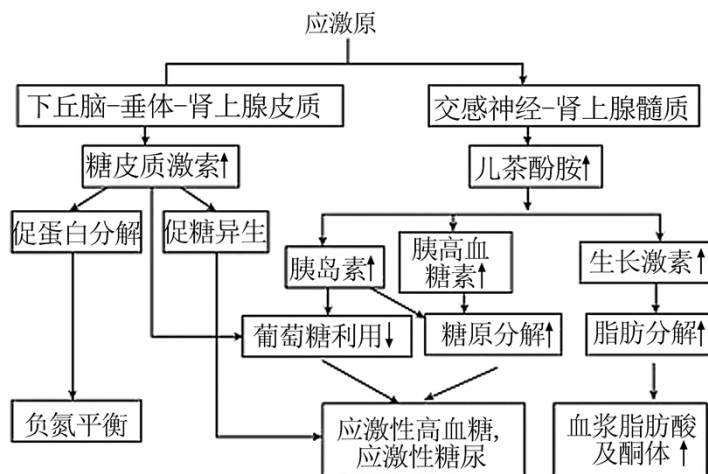 应激原
下丘脑-垂体-肾上腺皮质
交感神经-肾上腺髓质
糖皮质激索↑
儿茶酚胺↑
促蛋白分解
促糖异生
胰岛素↑
胰高血
糖素↑
生长激素↑
葡萄糖利用↓
糖原分解↑
脂肪分解↑
负氮平衡
应激性高血糖,
应激性糖尿
血浆脂肪酸
及酮体↑